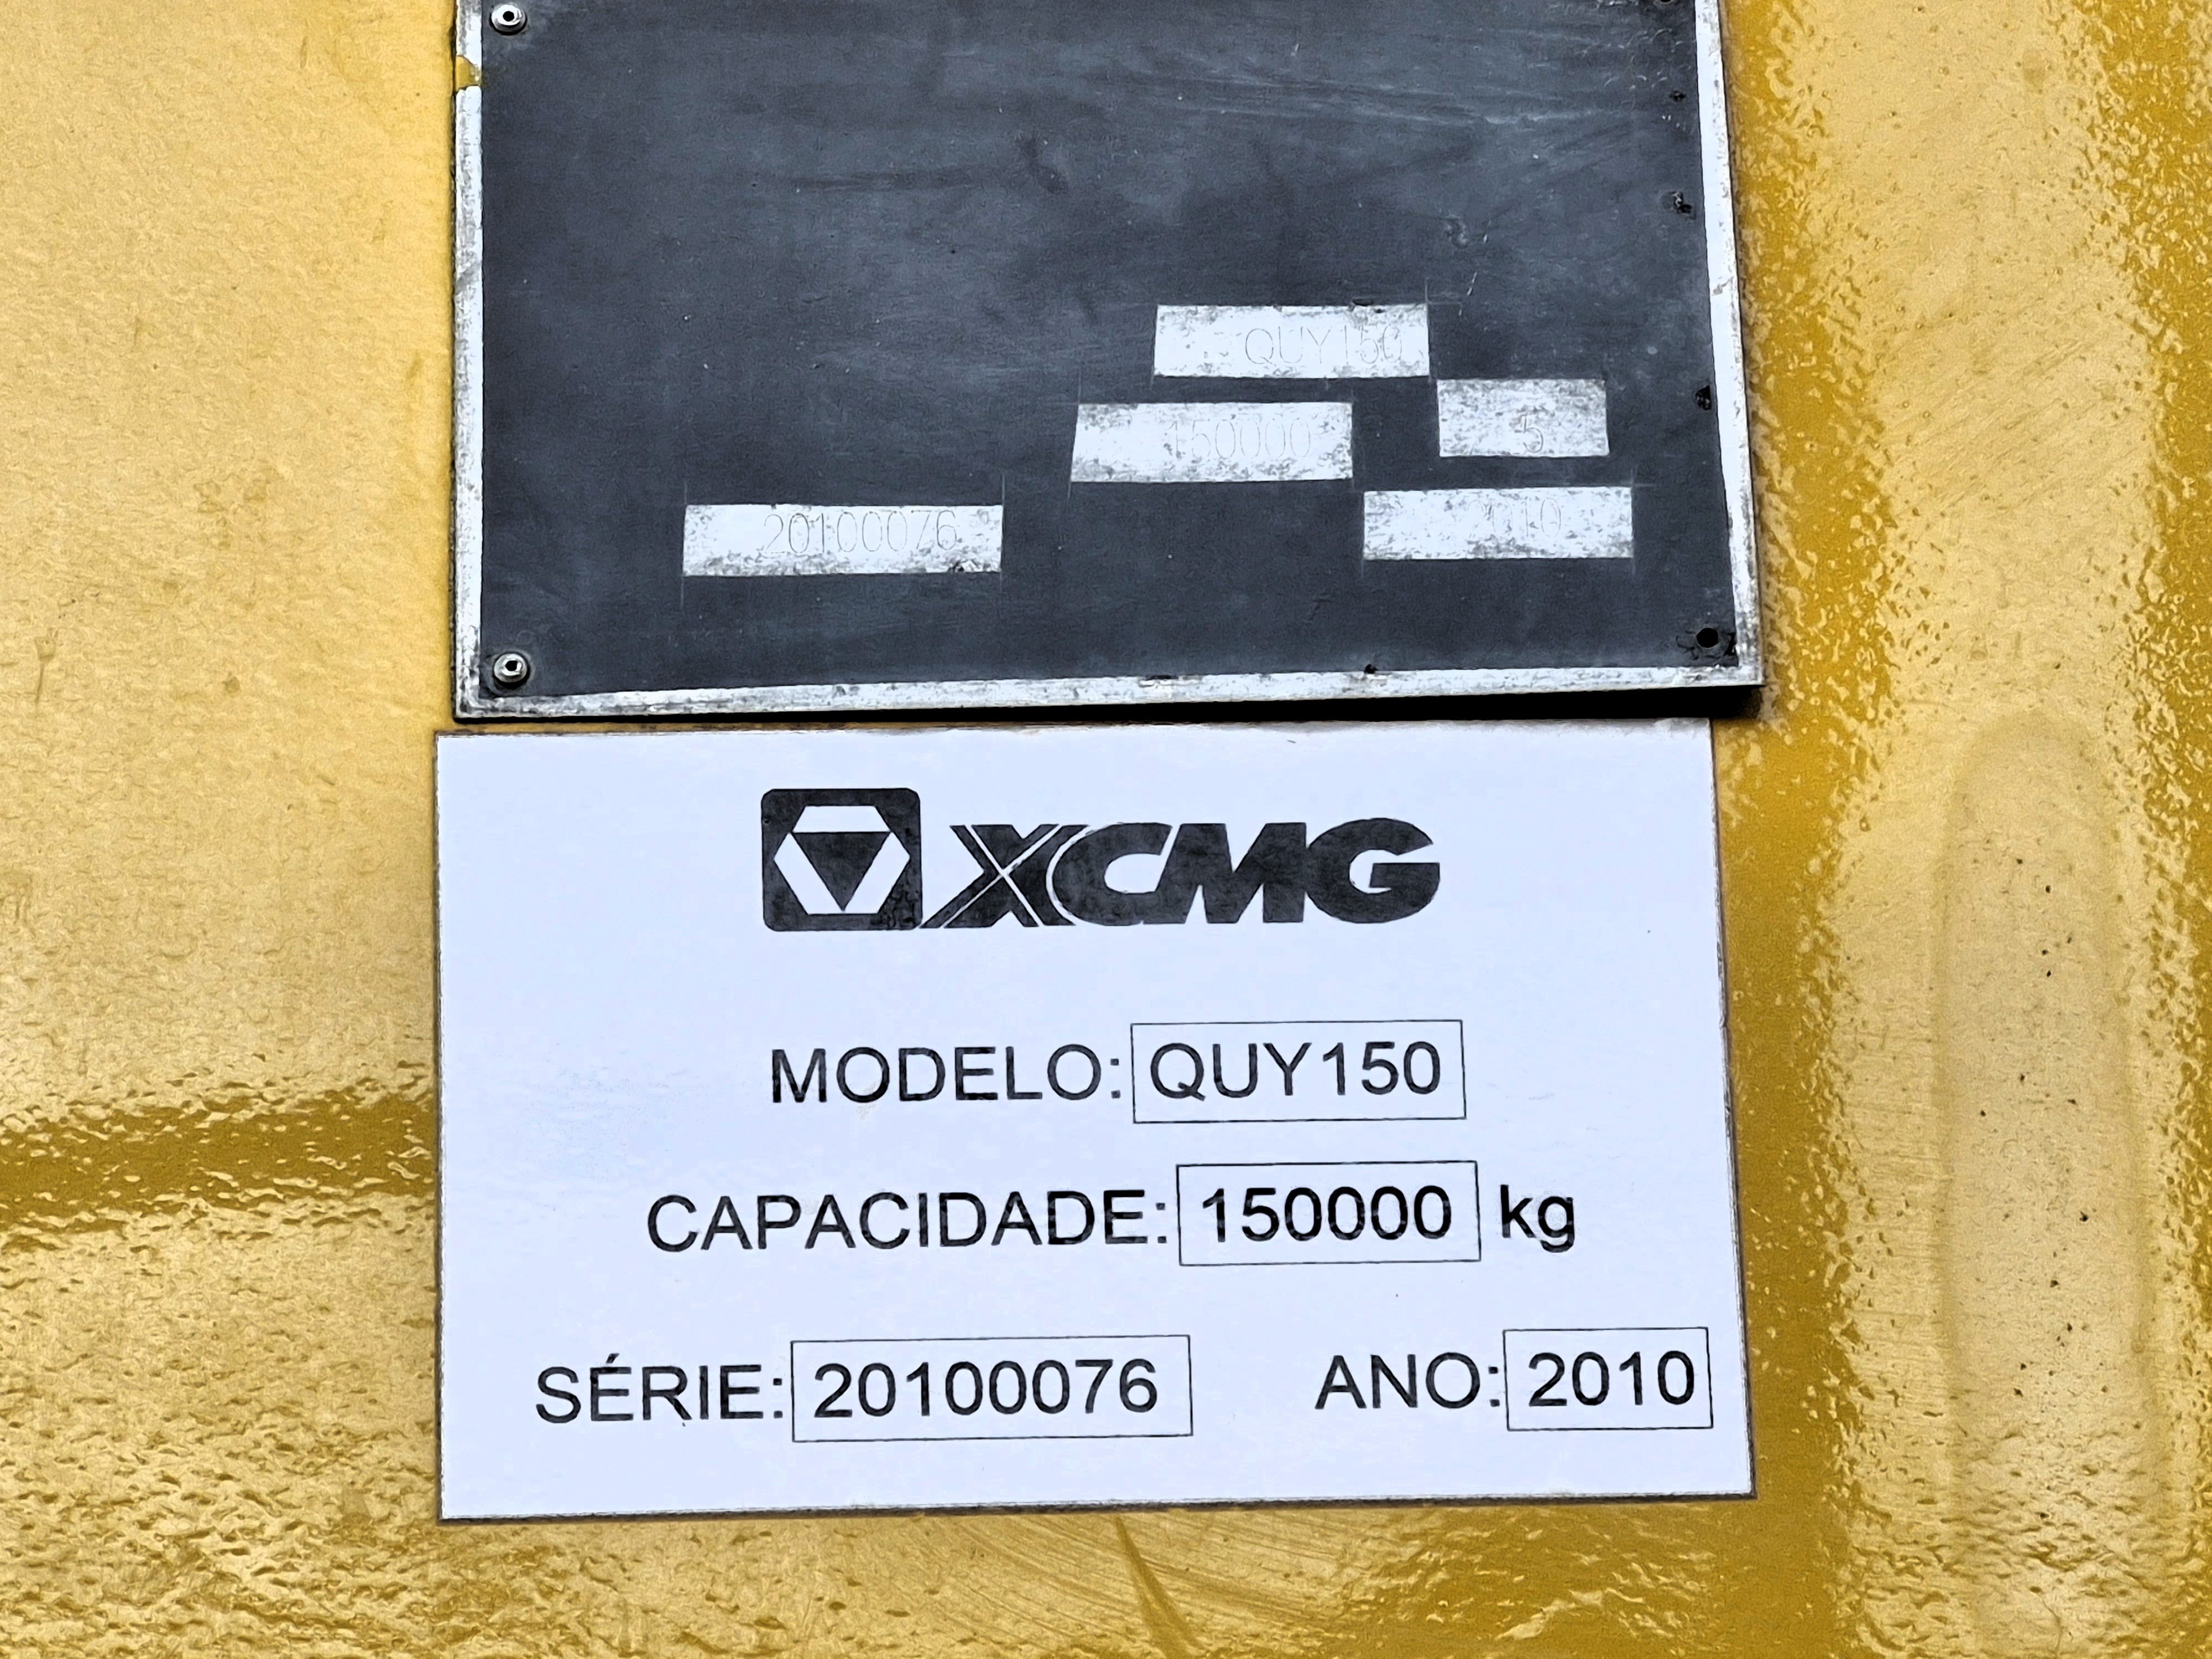 QUY150
150000
5
20100076
2010
XCMG
MODELO: QUY150
CAPACIDADE: 150000 kg
SÉRIE: 20100076 ANO: 2010